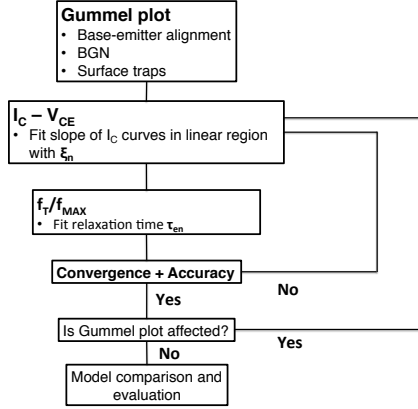 Gummel plot
• Base-emitter alignment
• BGN
• Surface traps
I_C – V_CE
• Fit slope of I_C curves in linear region
with ξ_n
f_T/f_MAX
• Fit relaxation time τ_en
Convergence + Accuracy
No
Yes
Is Gummel plot affected?
Yes
No
Model comparison and
evaluation